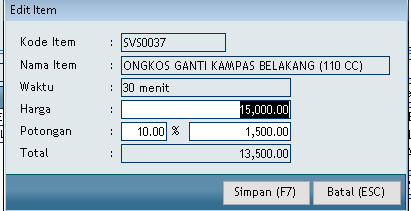 Edit Item
Kode Item : SVS0037
Nama Item : ONGKOS GANTI KAMPAS BELAKANG (110 CC)
Waktu : 30 menit
Harga : 15,000.00
Potongan : 10.00 % 1,500.00
Total : 13,500.00
Simpan (F7) Batal (ESC)